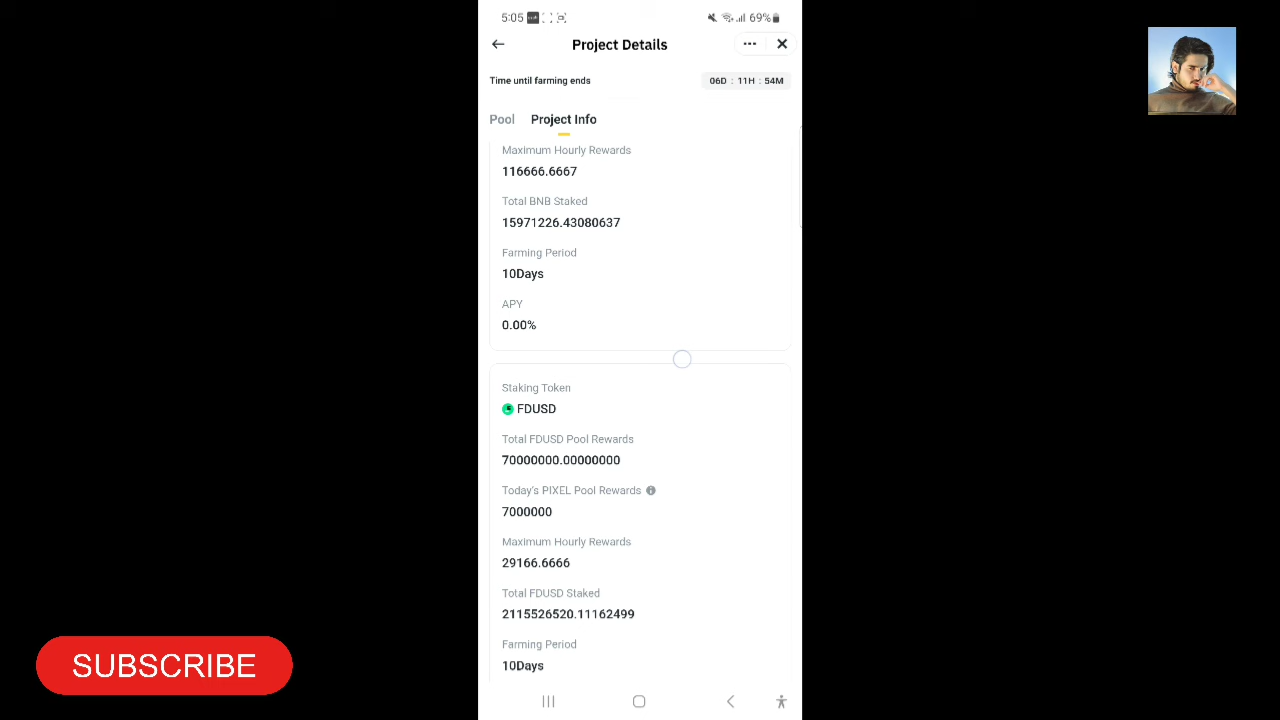 5:05
69%
Project Details
Time until farming ends
06D : 11H : 54M
Pool
Project Info
Maximum Hourly Rewards
116666.6667
Total BNB Staked
15971226.43080637
Farming Period
10Days
APY
0.00%
Staking Token
FDUSD
Total FDUSD Pool Rewards
70000000.00000000
Today's PIXEL Pool Rewards
7000000
Maximum Hourly Rewards
29166.6666
Total FDUSD Staked
2115526520.11162499
Farming Period
10Days
SUBSCRIBE